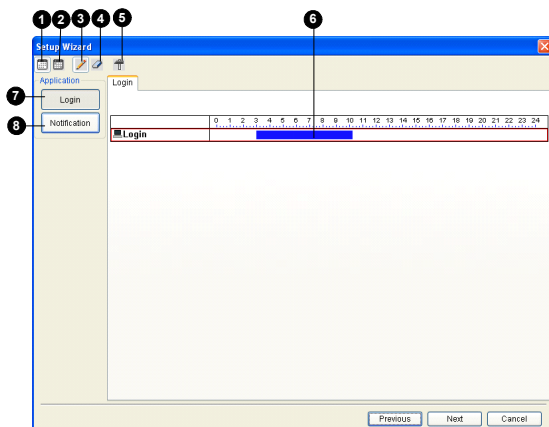 1 2 3 4 5 6
Setup Wizard
Application
Login
7 Login
8 Notification
0 1 2 3 4 5 6 7 8 9 10 11 12 13 14 15 16 17 18 19 20 21 22 23 24
Login
Previous Next Cancel